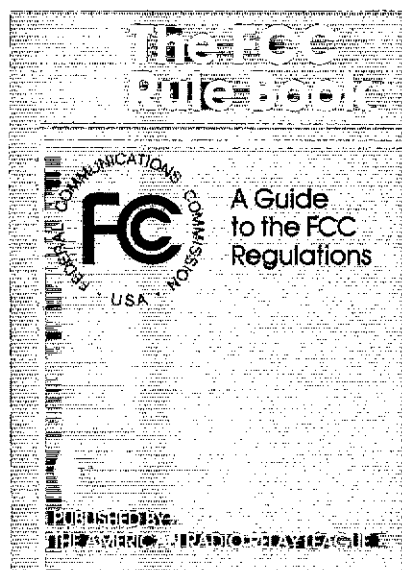 The FCC
Rule Book
FEDERAL COMMUNICATIONS COMMISSION
FCC
USA
A Guide
to the FCC
Regulations
PUBLISHED BY
THE AMERICAN RADIO RELAY LEAGUE